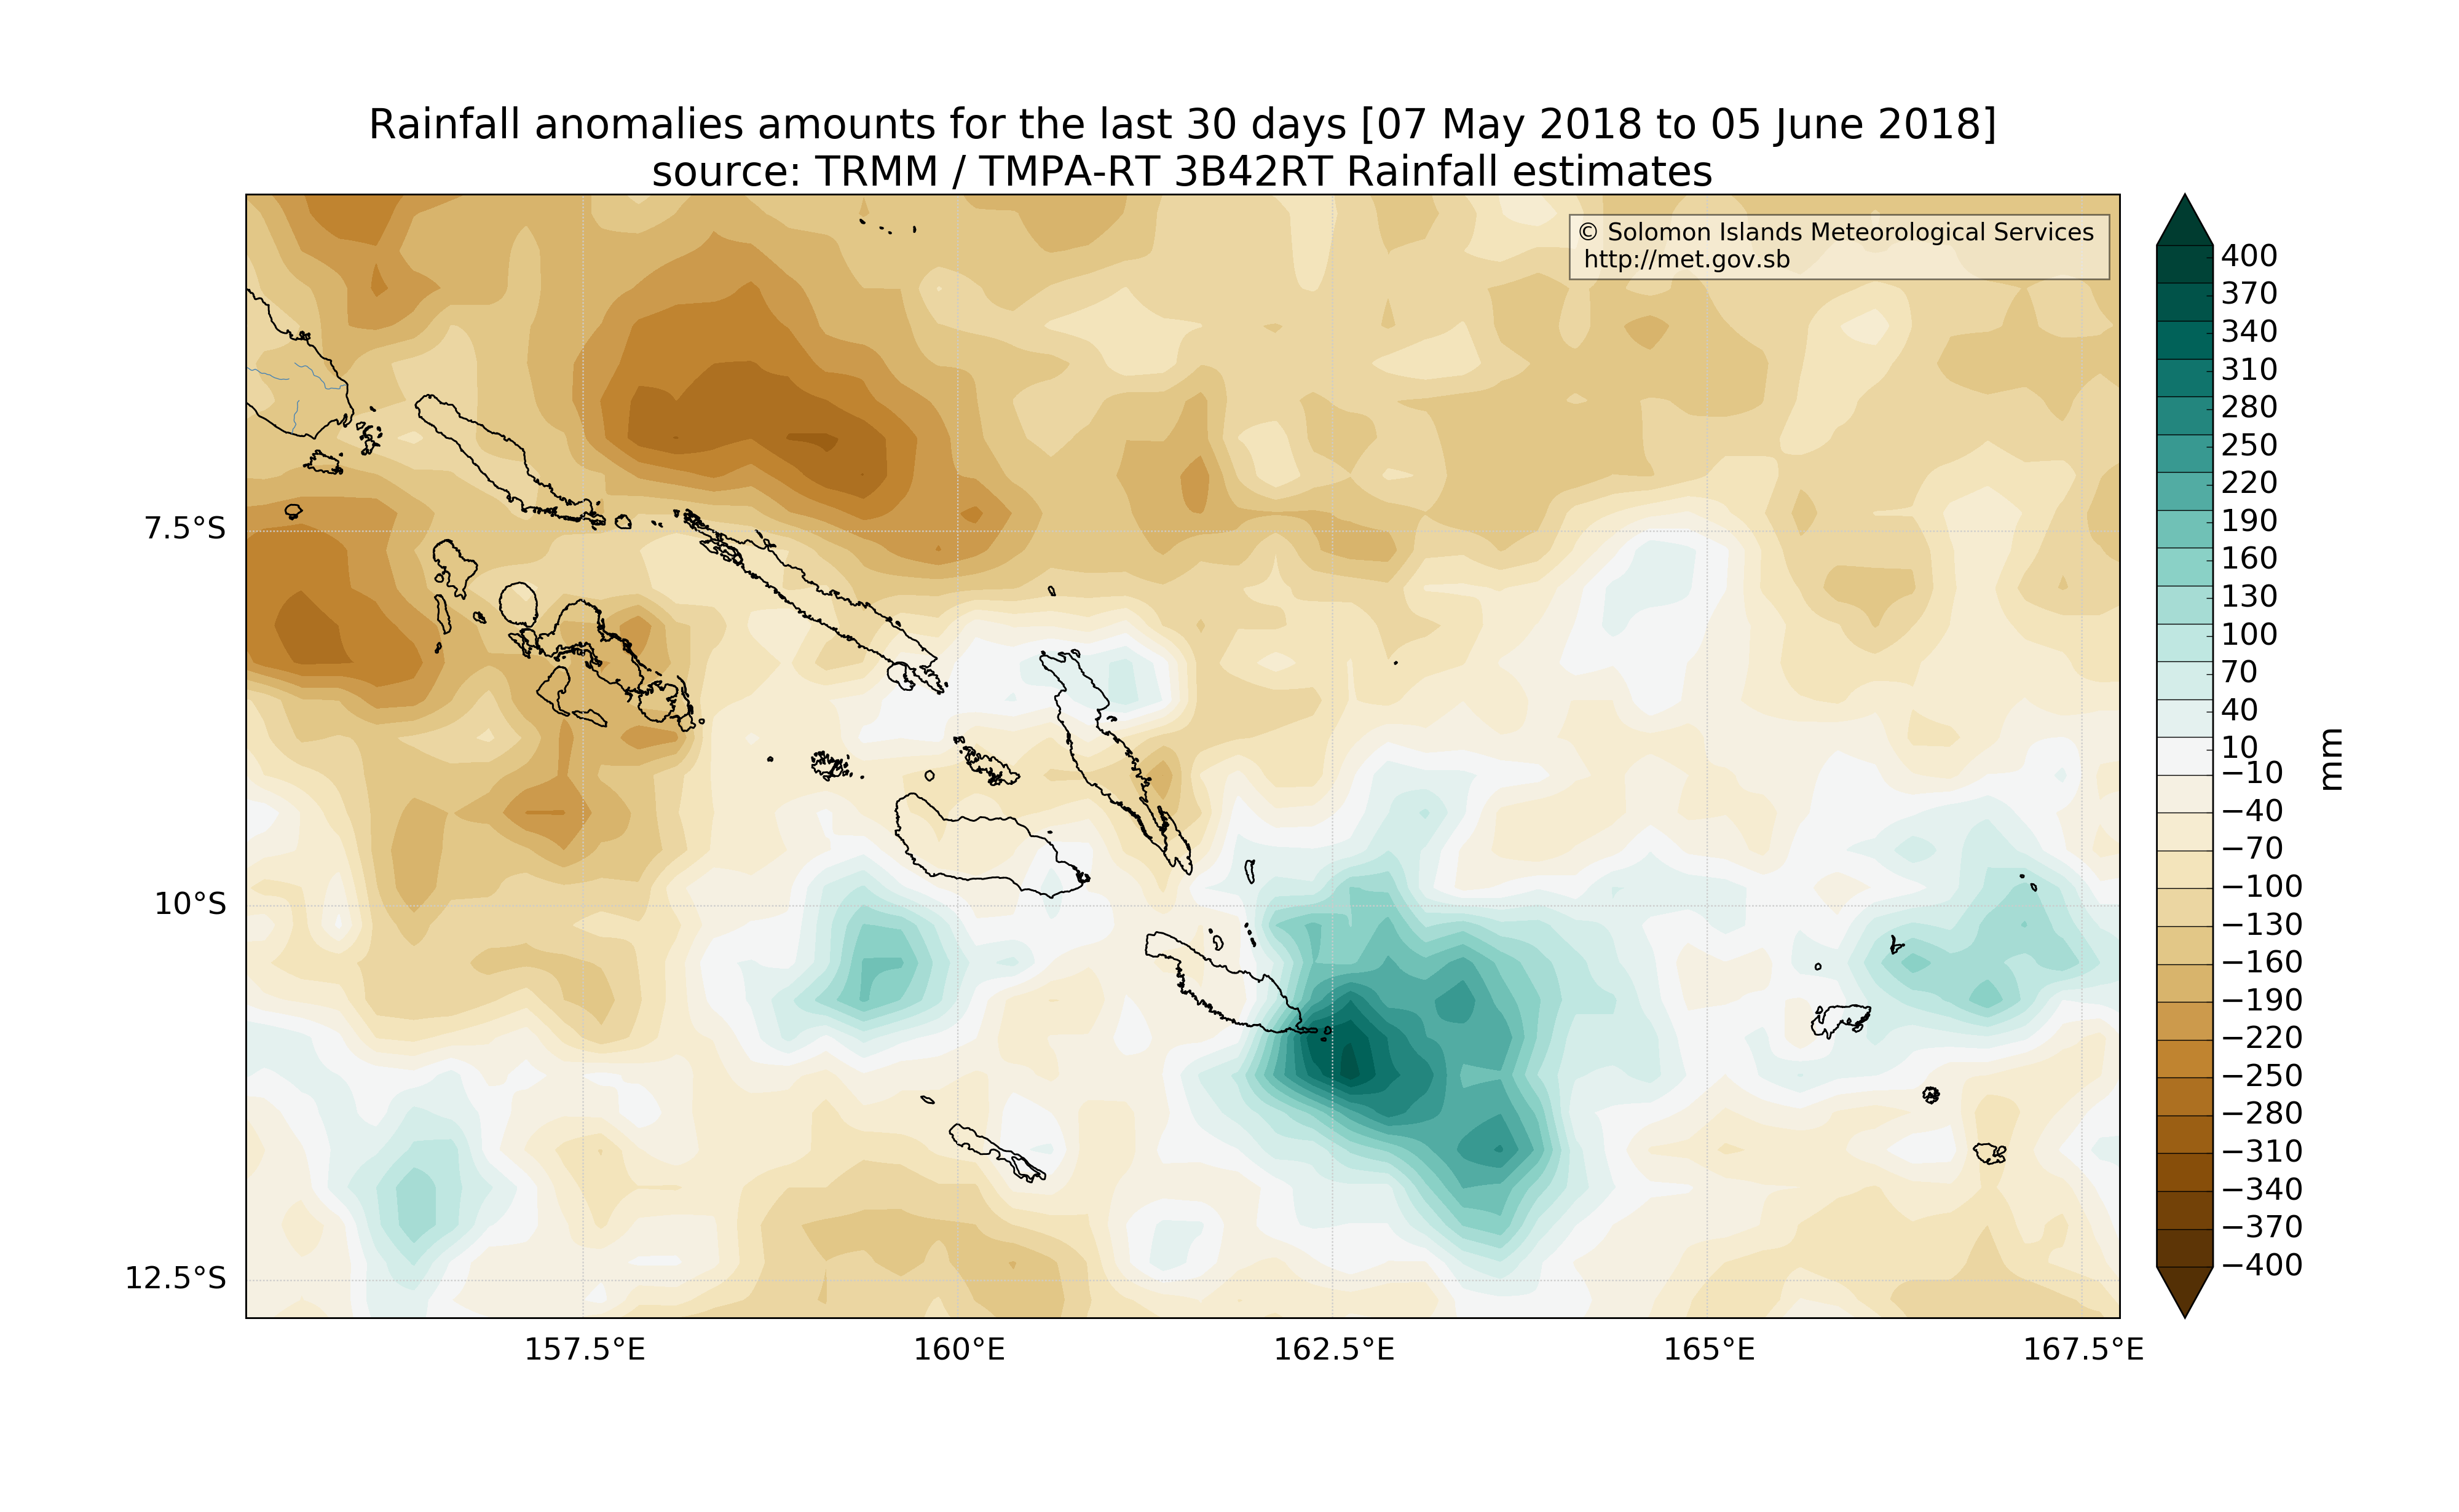 Rainfall anomalies amounts for the last 30 days [07 May 2018 to 05 June 2018]
source: TRMM / TMPA-RT 3B42RT Rainfall estimates
© Solomon Islands Meteorological Services
http://met.gov.sb
7.5°S
10°S
12.5°S
157.5°E
160°E
162.5°E
165°E
167.5°E
400
370
340
310
280
250
220
190
160
130
100
70
40
10
−10
−40
−70
−100
−130
−160
−190
−220
−250
−280
−310
−340
−370
−400
mm